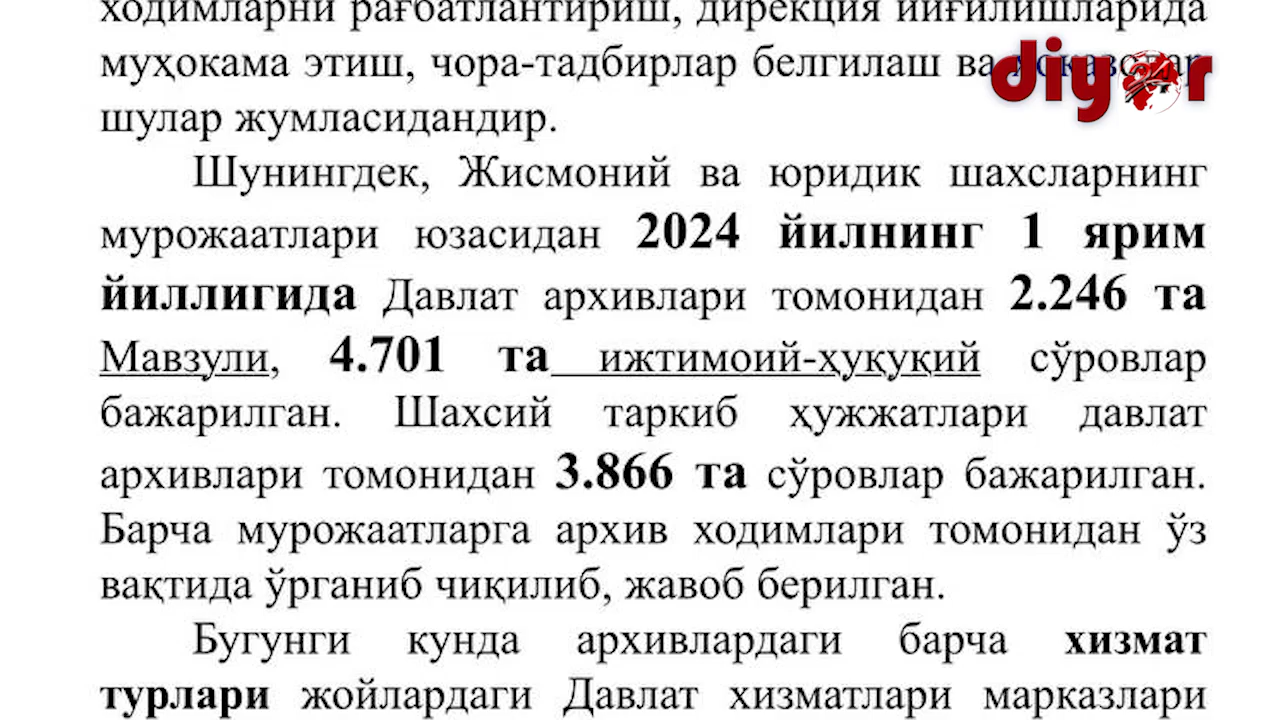 ходимларни рағбатлантириш, дирекция йиғилишларида
муҳокама этиш, чора-тадбирлар белгилаш ва
шулар жумласидандир.
Шунингдек, Жисмоний ва юридик шахсларнинг
мурожаатлари юзасидан 2024 йилнинг 1 ярим
йиллигида Давлат архивлари томонидан 2.246 та
Мавзули, 4.701 та ижтимоий-ҳуқуқий сўровлар
бажарилган. Шахсий таркиб ҳужжатлари давлат
архивлари томонидан 3.866 та сўровлар бажарилган.
Барча мурожаатларга архив ходимлари томонидан ўз
вақтида ўрганиб чиқилиб, жавоб берилган.
Бугунги кунда архивлардаги барча хизмат
турлари жойлардаги Давлат хизматлари марказлари
diyor